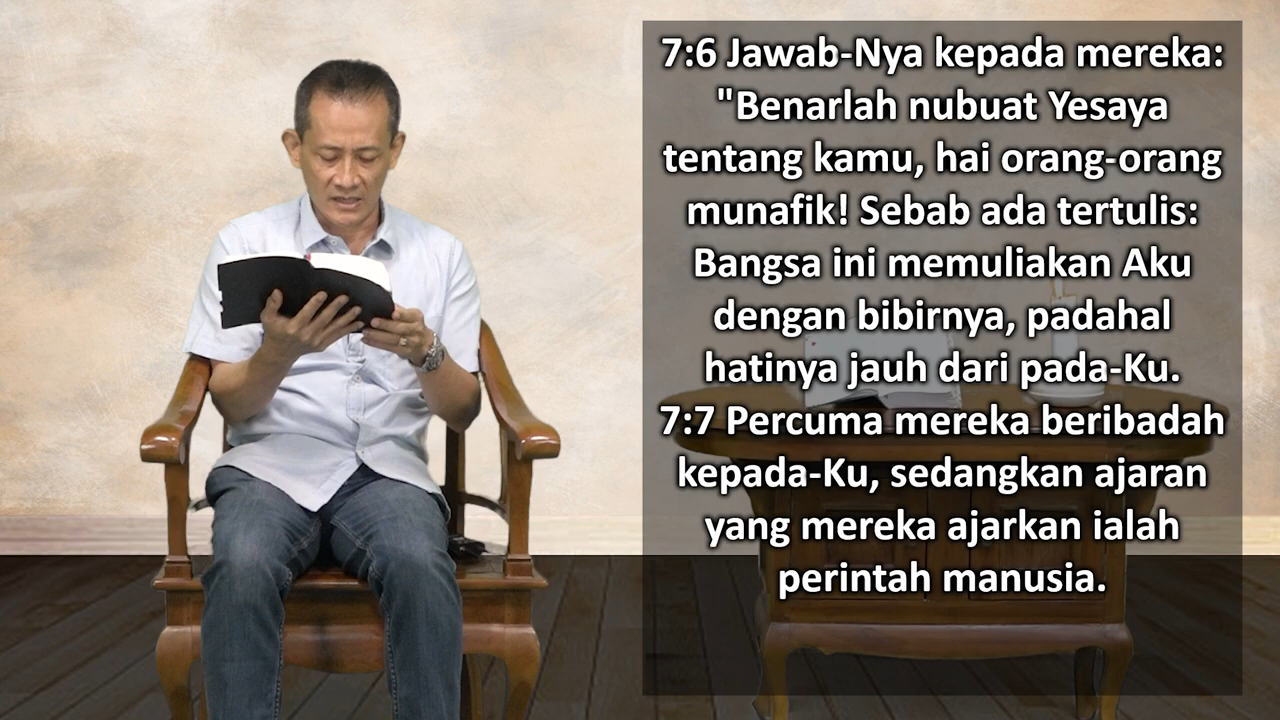 7:6 Jawab-Nya kepada mereka:
"Benarlah nubuat Yesaya
tentang kamu, hai orang-orang
munafik! Sebab ada tertulis:
Bangsa ini memuliakan Aku
dengan bibirnya, padahal
hatinya jauh dari pada-Ku.
7:7 Percuma mereka beribadah
kepada-Ku, sedangkan ajaran
yang mereka ajarkan ialah
perintah manusia.